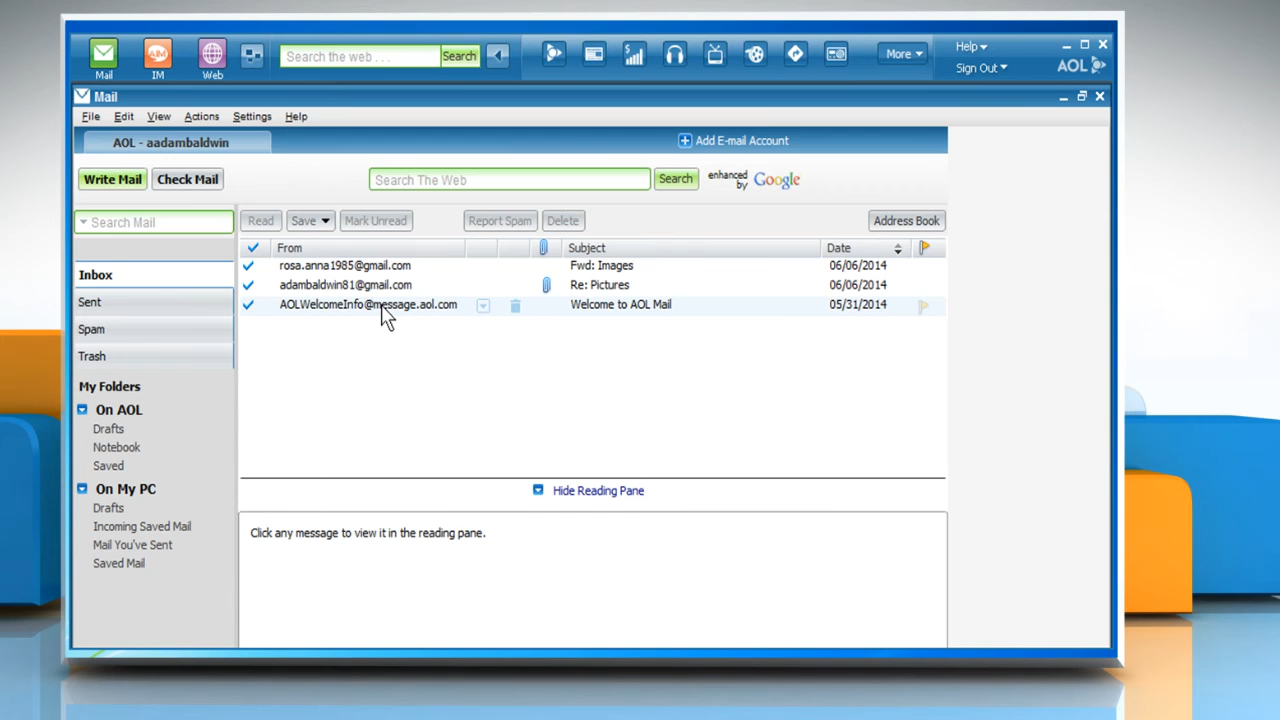 Mail IM Web Search the web . . . Search More Help Sign Out AOL
Mail
File Edit View Actions Settings Help
AOL - aadambaldwin Add E-mail Account
Write Mail Check Mail Search The Web Search enhanced by Google
Search Mail Read Save Mark Unread Report Spam Delete Address Book
From Subject Date
rosa.anna1985@gmail.com Fwd: Images 06/06/2014
adambaldwin81@gmail.com Re: Pictures 06/06/2014
AOLWelcomeInfo@message.aol.com Welcome to AOL Mail 05/31/2014
Inbox
Sent
Spam
Trash
My Folders
On AOL
Drafts
Notebook
Saved
On My PC
Drafts
Incoming Saved Mail
Mail You've Sent
Saved Mail
Hide Reading Pane
Click any message to view it in the reading pane.